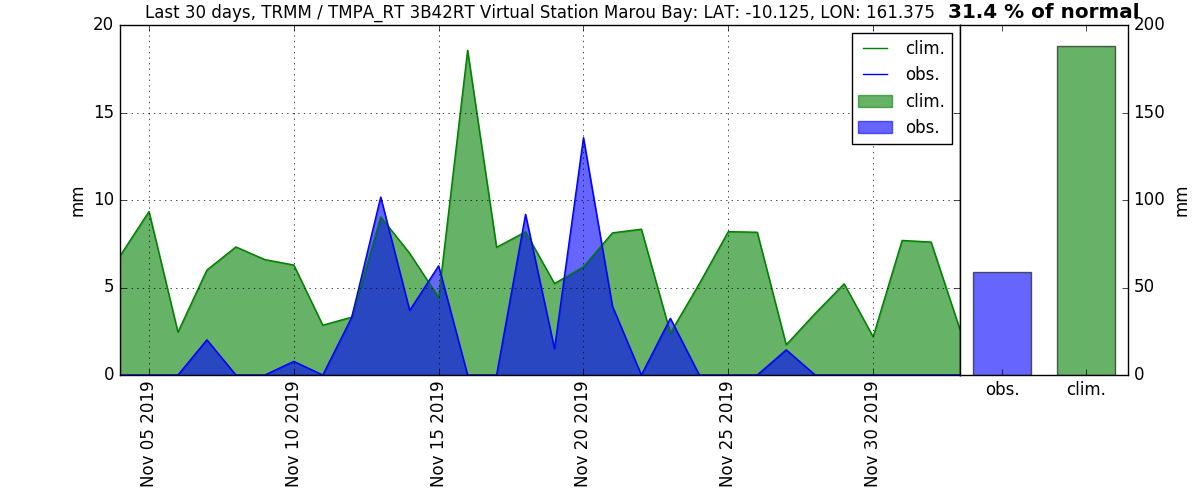 Last 30 days, TRMM / TMPA_RT 3B42RT Virtual Station Marou Bay: LAT: -10.125, LON: 161.375 31.4 % of normal
20
15
10
5
0
mm
clim.
obs.
clim.
obs.
200
150
100
50
0
mm
obs. clim.
Nov 05 2019
Nov 10 2019
Nov 15 2019
Nov 20 2019
Nov 25 2019
Nov 30 2019